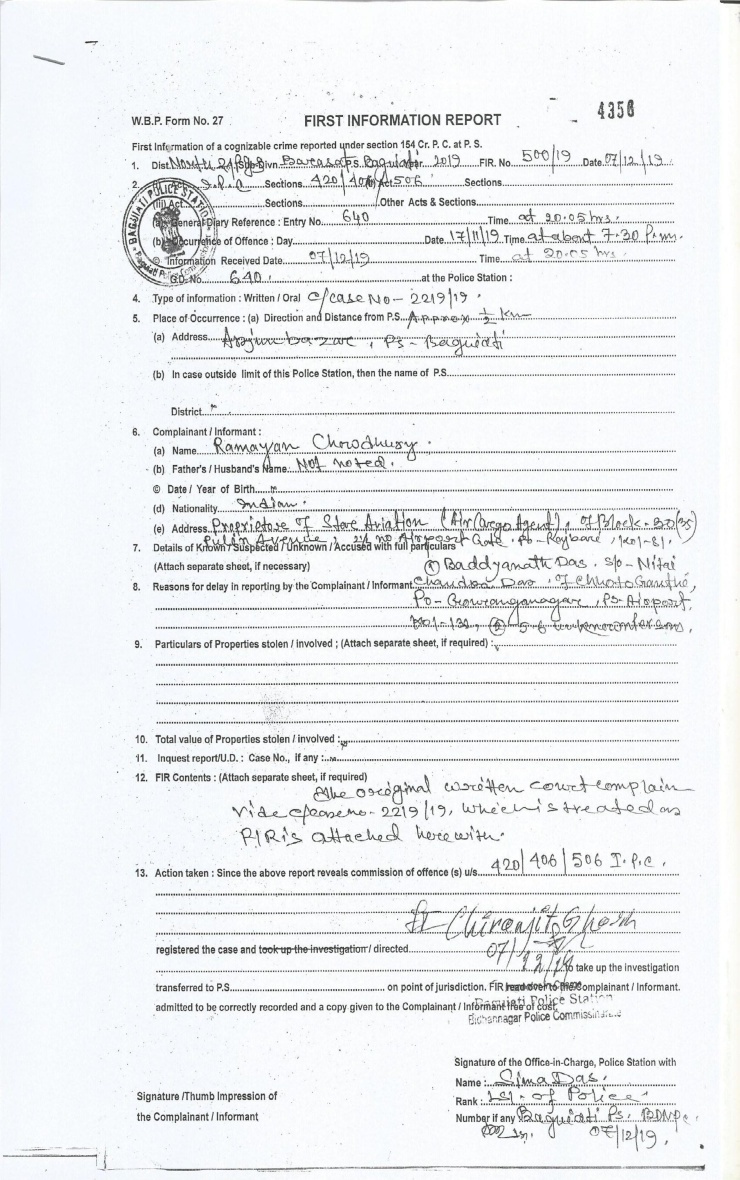 4356
W.B.P. Form No. 27 FIRST INFORMATION REPORT
First Information of a cognizable crime reported under section 154 Cr. P. C. at P. S.
1. Dist. North 24 Pgs Sub-Divn. Barasat P.S. Baguiati 2019 FIR. No. 500/19 Date 07/12/19
2. I.P.C Sections 420/406/506 Sections
(iii) Act Sections Other Acts & Sections
(a) General Diary Reference : Entry No. 640 Time at 20.05 hrs.
(b) Occurrence of Offence : Day Date 17/11/19 Time at about 7.30 P.m.
© Information Received Date 07/12/19 Time at 20.05 hrs.
G.D. No. 640. at the Police Station :
BAGUIATI POLICE STATION
4. Type of information : Written / Oral c/case No - 2219/19.
5. Place of Occurrence : (a) Direction and Distance from P.S. Approx ½ km
(a) Address Arjunbazar, Ps - Baguiati
(b) In case outside limit of this Police Station, then the name of P.S.
District
6. Complainant / Informant :
(a) Name Ramayan Chowdhury.
(b) Father's / Husband's Name Not noted.
© Date / Year of Birth
(d) Nationality Indian.
(e) Address Proprietor of Stare Aviation (Air Cargo Agent), of Block - 30(35)
Avenue, 2½ no Airport Gate. Po - Rajbari, Kol-81.
7. Details of Known / Suspected / Unknown / Accused with full particulars
(Attach separate sheet, if necessary) ① Baddyanath Das. S/o - Nitai
8. Reasons for delay in reporting by the Complainant / Informant Chandra Das, of Chhoto Ganthi,
Po - Gouranganagar, Ps Airport,
② 5-6 unknown person.
9. Particulars of Properties stolen / involved ; (Attach separate sheet, if required) :
10. Total value of Properties stolen / involved :
11. Inquest report/U.D. : Case No., if any :
12. FIR Contents : (Attach separate sheet, if required)
The original written court complain
vide c/case no - 2219/19, which is treated as
FIR is attached herewith.
13. Action taken : Since the above report reveals commission of offence (s) u/s. 420/406/506 I.P.C.
Chiranjit Ghosh
registered the case and took up the investigation / directed 07/12/19
to take up the investigation
transferred to P.S. on point of jurisdiction. FIR read over to the Complainant / Informant.
admitted to be correctly recorded and a copy given to the Complainant / Informant free of cost.
Baguiati Police Station
Bidhannagar Police Commissionerate
Signature of the Office-in-Charge, Police Station with
Name : Sima Das.
Signature /Thumb Impression of
Rank : of Police
the Complainant / Informant
Number if any Baguiati Ps. BDNPC
07/12/19.